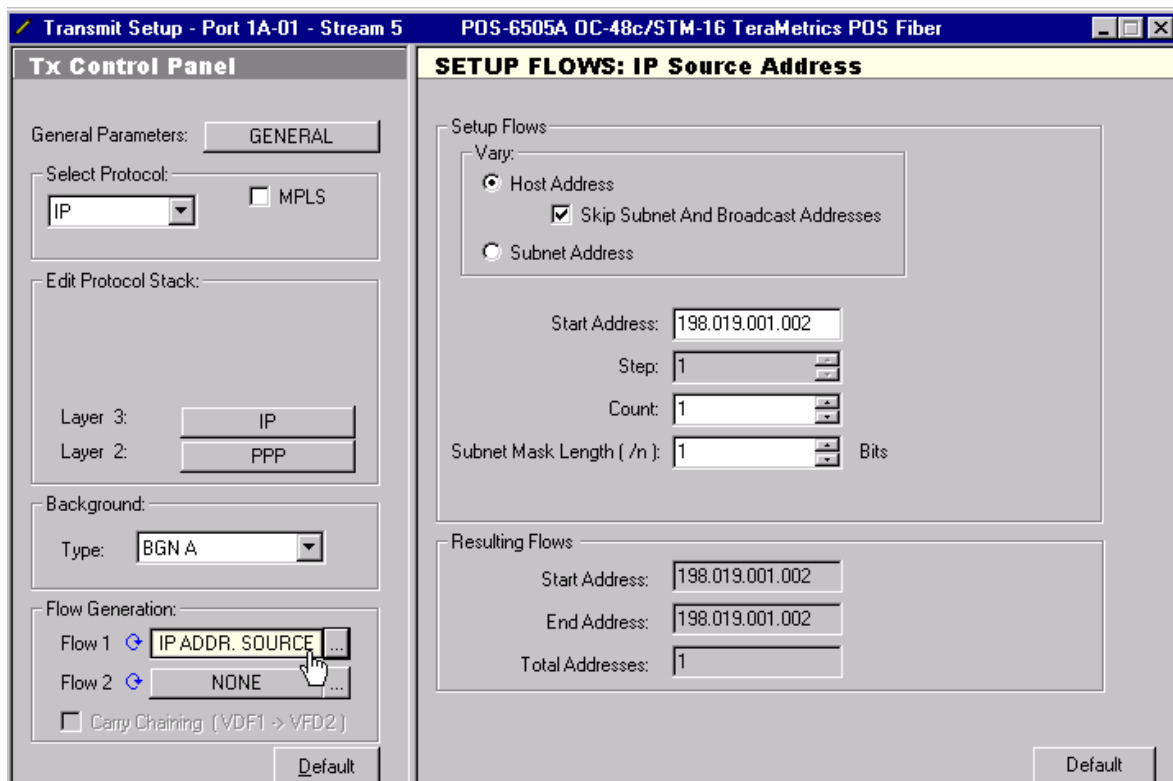 Transmit Setup - Port 1A-01 - Stream 5 POS-6505A OC-48c/STM-16 TeraMetrics POS Fiber
Tx Control Panel
General Parameters: GENERAL
Select Protocol:
IP
MPLS
Edit Protocol Stack:
Layer 3: IP
Layer 2: PPP
Background:
Type: BGN A
Flow Generation:
Flow 1 IP ADDR. SOURCE ...
Flow 2 NONE ...
Carry Chaining ( VDF1 -> VFD2 )
Default
SETUP FLOWS: IP Source Address
Setup Flows
Vary:
Host Address
Skip Subnet And Broadcast Addresses
Subnet Address
Start Address: 198.019.001.002
Step: 1
Count: 1
Subnet Mask Length ( /n ): 1 Bits
Resulting Flows
Start Address: 198.019.001.002
End Address: 198.019.001.002
Total Addresses: 1
Default